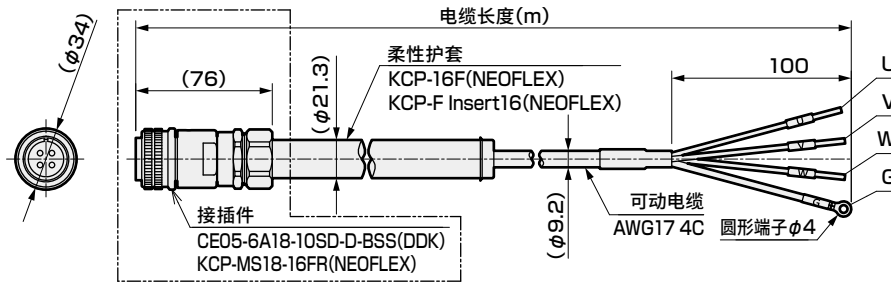 电缆长度(m)
(φ34)
(76)
(φ21.3)
柔性护套
KCP-16F(NEOFLEX)
KCP-F Insert16(NEOFLEX)
100
U
V
W
G
U
V
W
接插件
CE05-6A18-10SD-D-BSS(DDK)
KCP-MS18-16FR(NEOFLEX)
(φ9.2)
可动电缆
AWG17 4C
圆形端子φ4